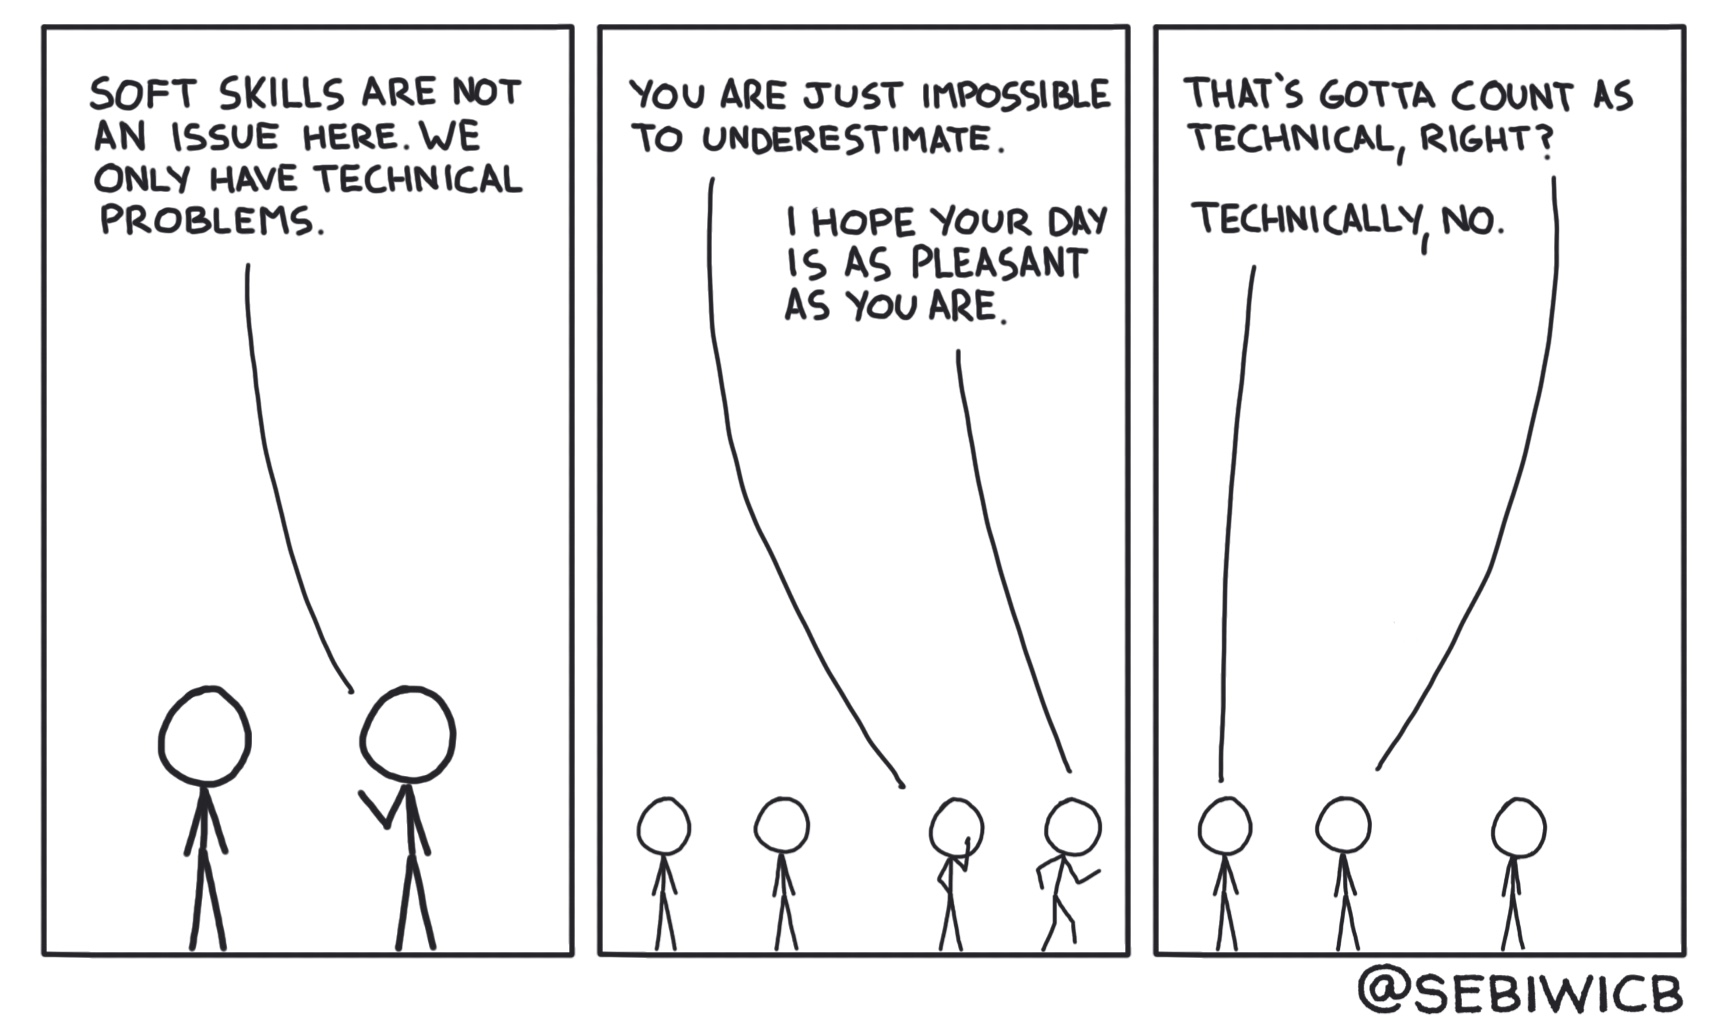 SOFT SKILLS ARE NOT
AN ISSUE HERE. WE
ONLY HAVE TECHNICAL
PROBLEMS.
YOU ARE JUST IMPOSSIBLE
TO UNDERESTIMATE.
I HOPE YOUR DAY
IS AS PLEASANT
AS YOU ARE.
THAT'S GOTTA COUNT AS
TECHNICAL, RIGHT?
TECHNICALLY, NO.
@SEBIWICB